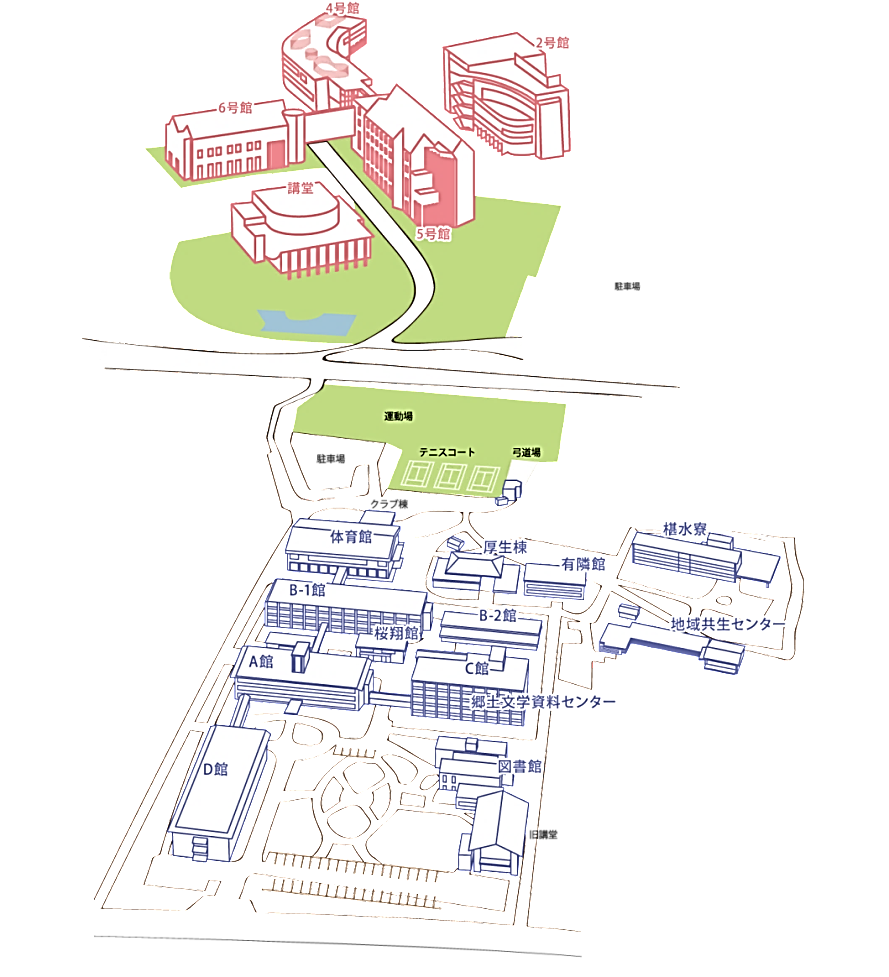 4号館
2号館
6号館
講堂
5号館
駐車場
運動場
テニスコート
弓道場
駐車場
クラブ棟
体育館
厚生棟
有隣館
椹水寮
B-1館
桜翔館
B-2館
地域共生センター
A館
C館
郷土文学資料センター
D館
図書館
旧講堂